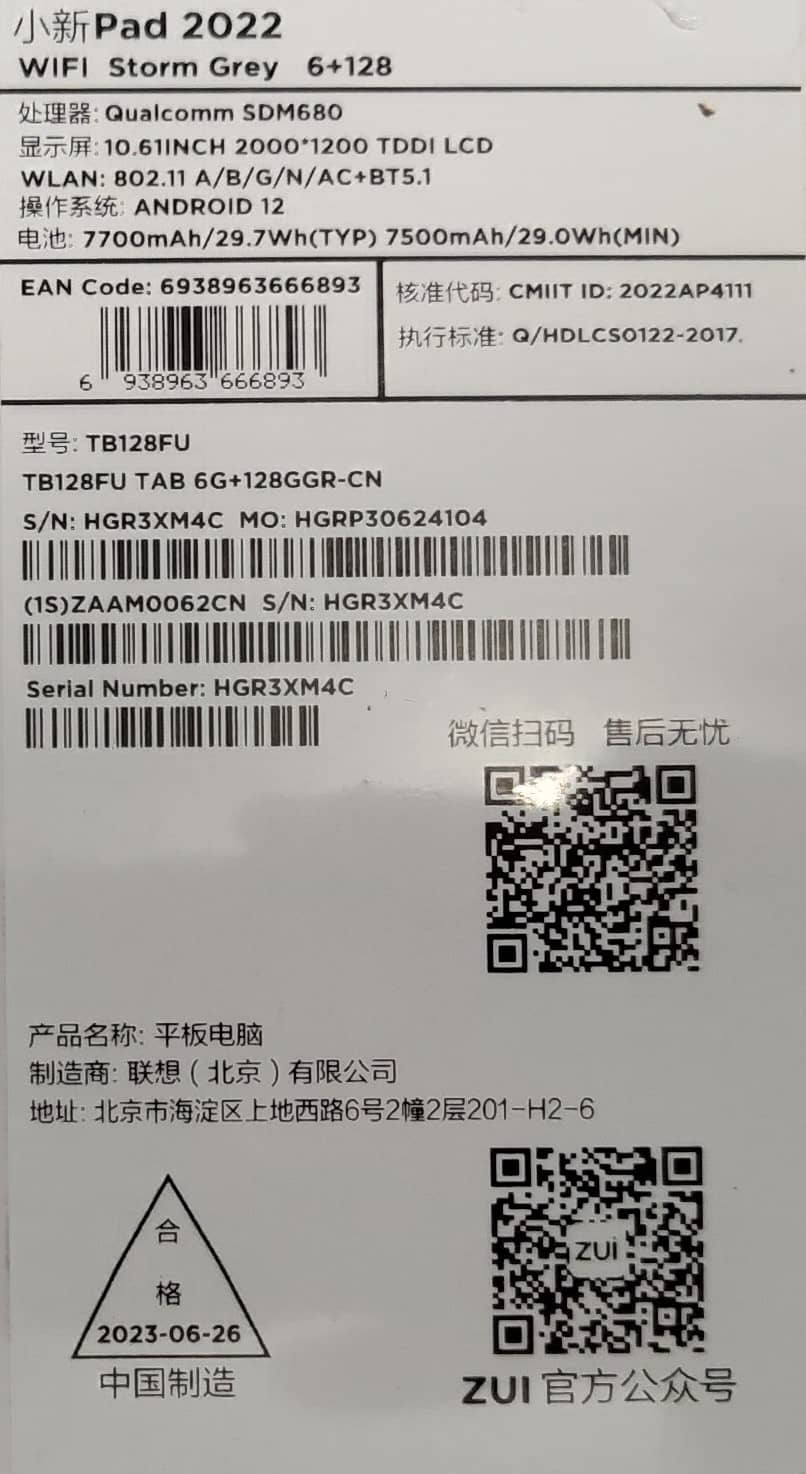 小新Pad 2022
WIFI Storm Grey 6+128
处理器: Qualcomm SDM680
显示屏: 10.61INCH 2000*1200 TDDI LCD
WLAN: 802.11 A/B/G/N/AC+BT5.1
操作系统: ANDROID 12
电池: 7700mAh/29.7Wh(TYP) 7500mAh/29.0Wh(MIN)
EAN Code: 6938963666893
6 938963 666893
核准代码: CMIIT ID: 2022AP4111
执行标准: Q/HDLCS0122-2017.
型号: TB128FU
TB128FU TAB 6G+128GGR-CN
S/N: HGR3XM4C MO: HGRP30624104
(1S)ZAAM0062CN S/N: HGR3XM4C
Serial Number: HGR3XM4C
微信扫码 售后无忧
产品名称: 平板电脑
制造商: 联想（北京）有限公司
地址: 北京市海淀区上地西路6号2幢2层201-H2-6
合
格
2023-06-26
中国制造
ZUI
ZUI 官方公众号